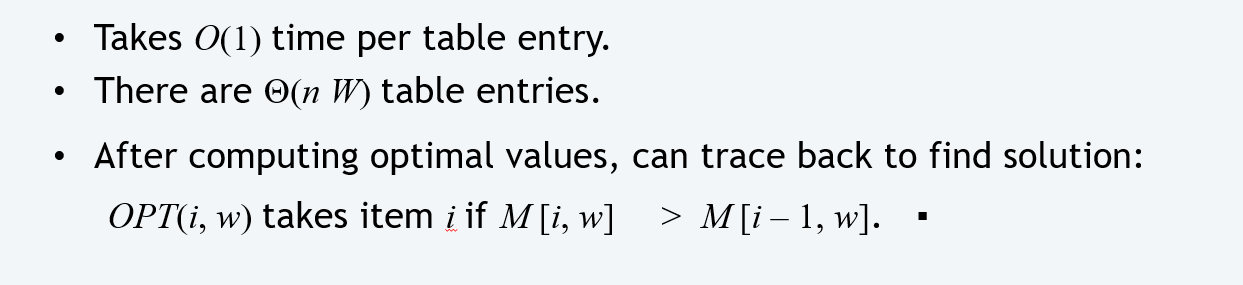 • Takes O(1) time per table entry.
• There are Θ(n W) table entries.
• After computing optimal values, can trace back to find solution:
OPT(i, w) takes item i if M [i, w] > M [i – 1, w]. ▪